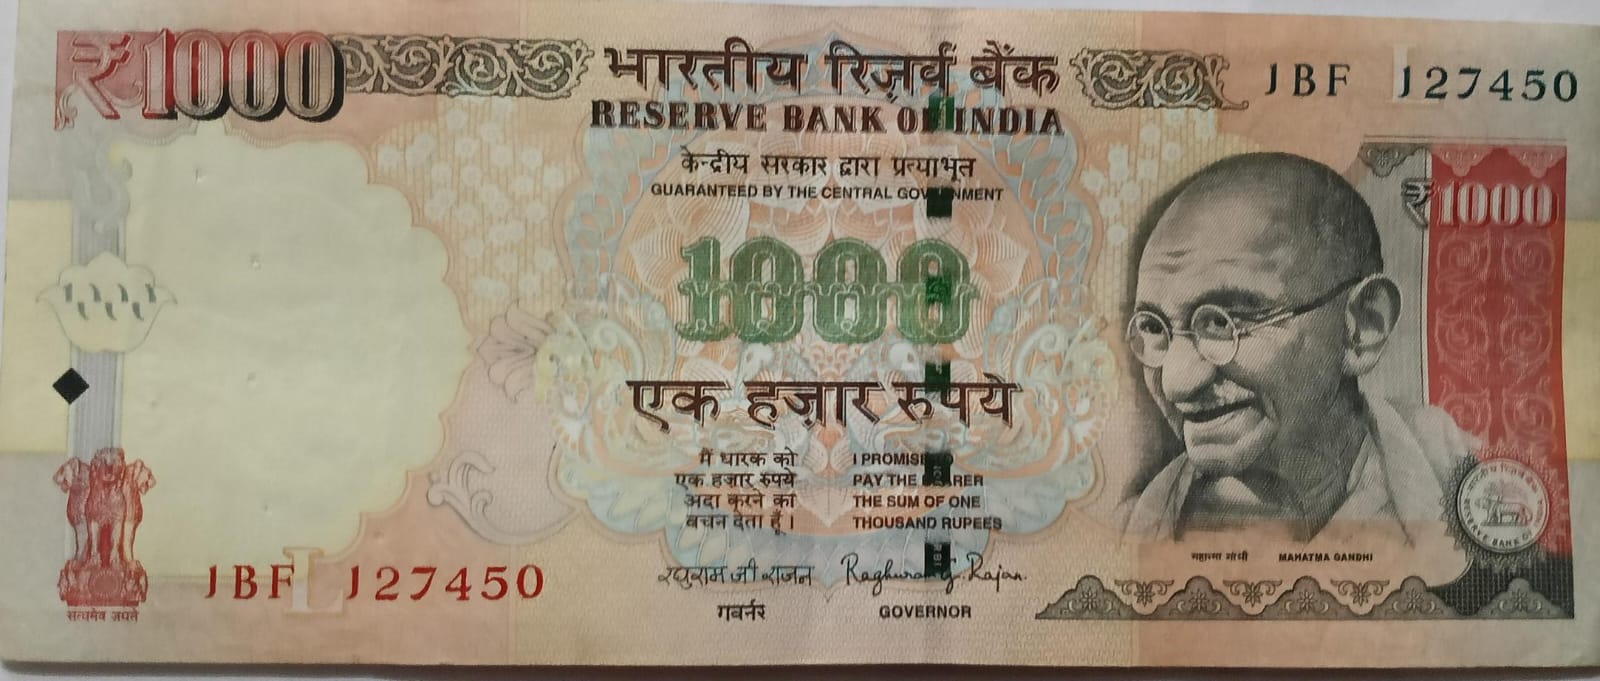 ₹1000
भारतीय रिज़र्व बैंक
RESERVE BANK OF INDIA
JBF L J27450
केन्द्रीय सरकार द्वारा प्रत्याभूत
GUARANTEED BY THE CENTRAL GOVERNMENT
₹1000
1000
एक हज़ार रुपये
मैं धारक को
एक हज़ार रुपये
अदा करने का
वचन देता हूँ।
I PROMISE TO
PAY THE BEARER
THE SUM OF ONE
THOUSAND RUPEES
रघुराम जी राजन
Raghuram G. Rajan
गवर्नर
GOVERNOR
महात्मा गांधी MAHATMA GANDHI
सत्यमेव जयते
JBF L J27450